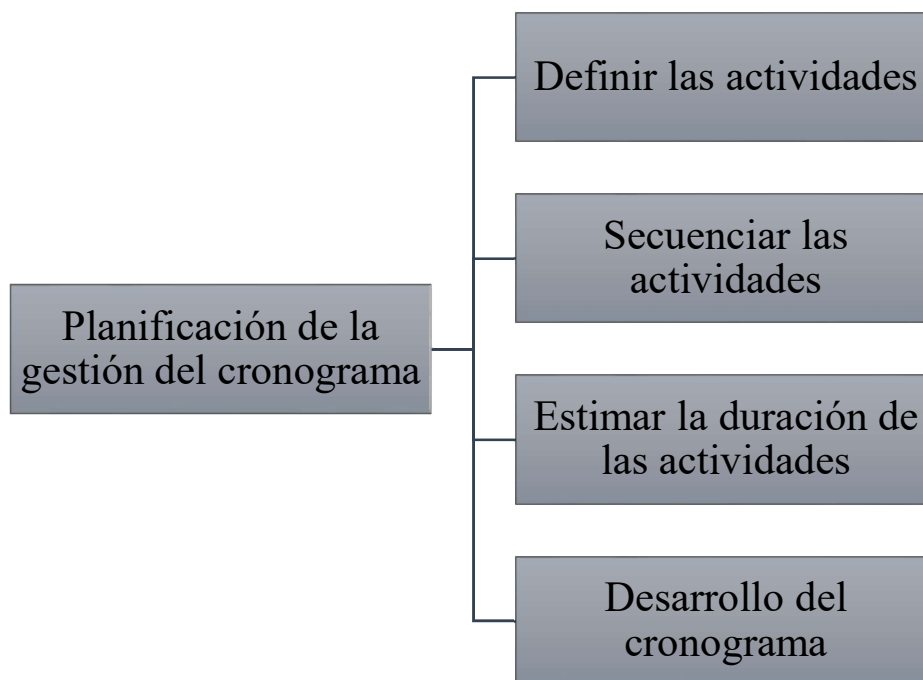 Definir las actividades
Secuenciar las
actividades
Planificación de la
gestión del cronograma
Estimar la duración de
las actividades
Desarrollo del
cronograma